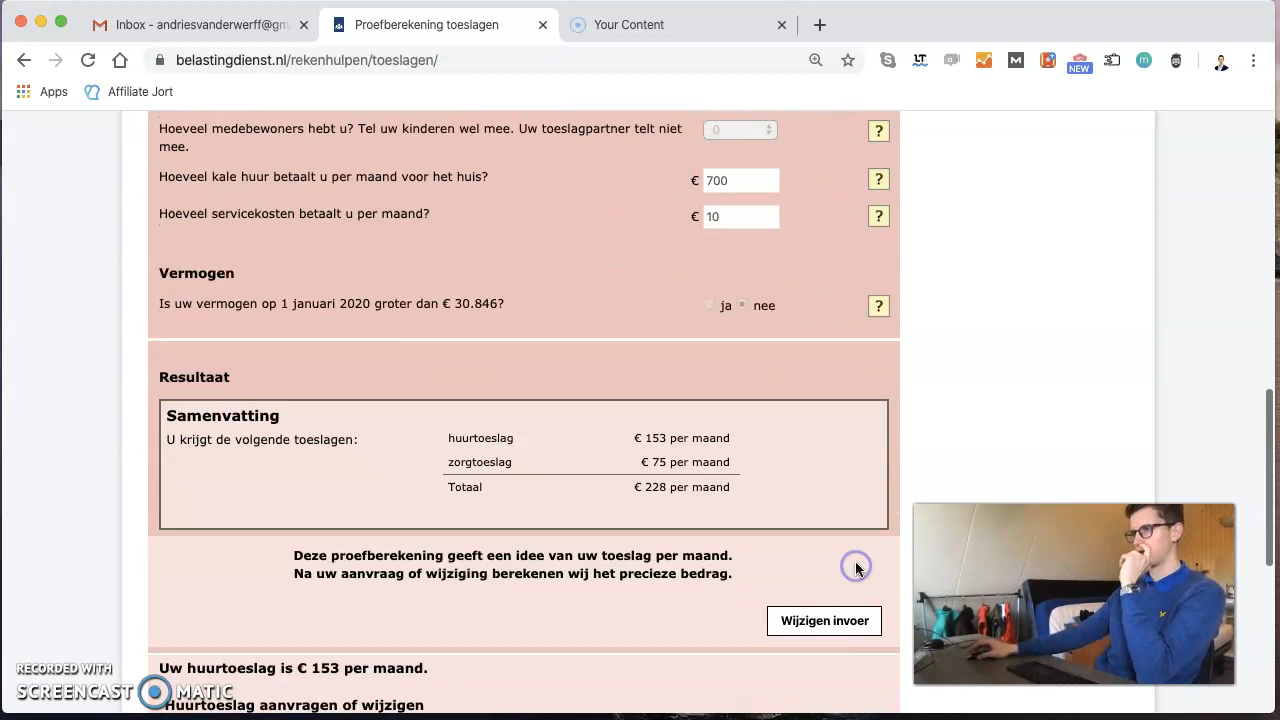 Inbox - andriesvanderwerff@gm
Proefberekening toeslagen
Your Content
belastingdienst.nl/rekenhulpen/toeslagen/
NEW
Apps
Affiliate Jort
Hoeveel medebewoners hebt u? Tel uw kinderen wel mee. Uw toeslagpartner telt niet
mee.
0
?
Hoeveel kale huur betaalt u per maand voor het huis?
€ 700
?
Hoeveel servicekosten betaalt u per maand?
€ 10
?
Vermogen
Is uw vermogen op 1 januari 2020 groter dan € 30.846?
ja nee
?
Resultaat
Samenvatting
U krijgt de volgende toeslagen:
huurtoeslag € 153 per maand
zorgtoeslag € 75 per maand
Totaal € 228 per maand
Deze proefberekening geeft een idee van uw toeslag per maand.
Na uw aanvraag of wijziging berekenen wij het precieze bedrag.
Wijzigen invoer
Uw huurtoeslag is € 153 per maand.
Huurtoeslag aanvragen of wijzigen
RECORDED WITH
SCREENCAST MATIC